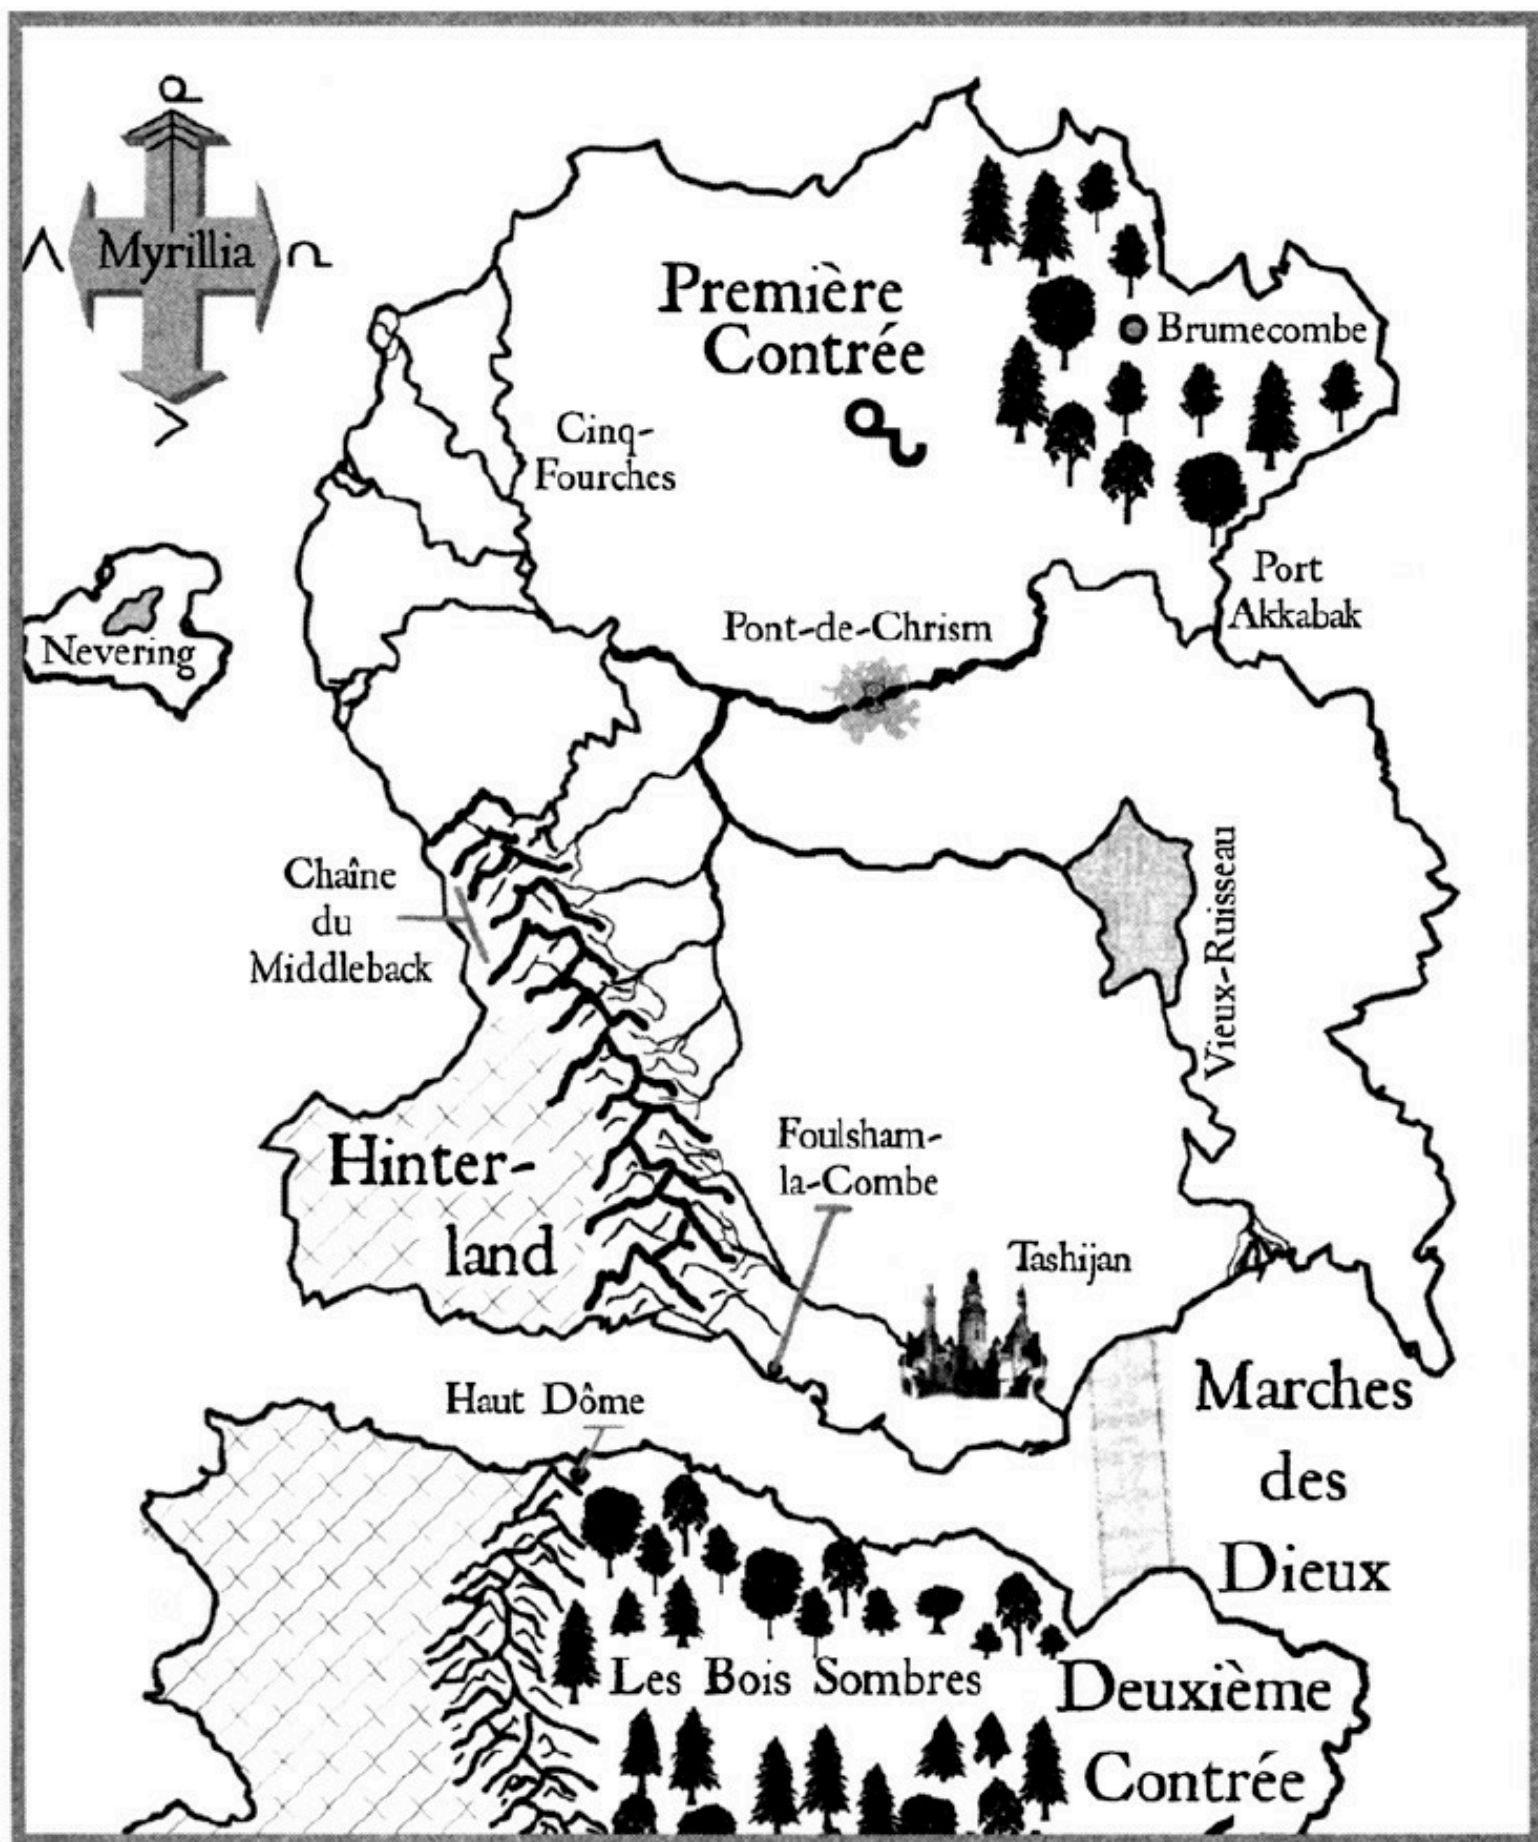 Myrillia
Première
Contrée
Brumecombe
Cinq-
Fourches
Port
Akkabak
Pont-de-Chrism
Nevering
Chaîne
du
Middleback
Vieux-Ruisseau
Hinter-
land
Foulsham-
la-Combe
Tashijan
Marches
des
Dieux
Haut Dôme
Les Bois Sombres
Deuxième
Contrée